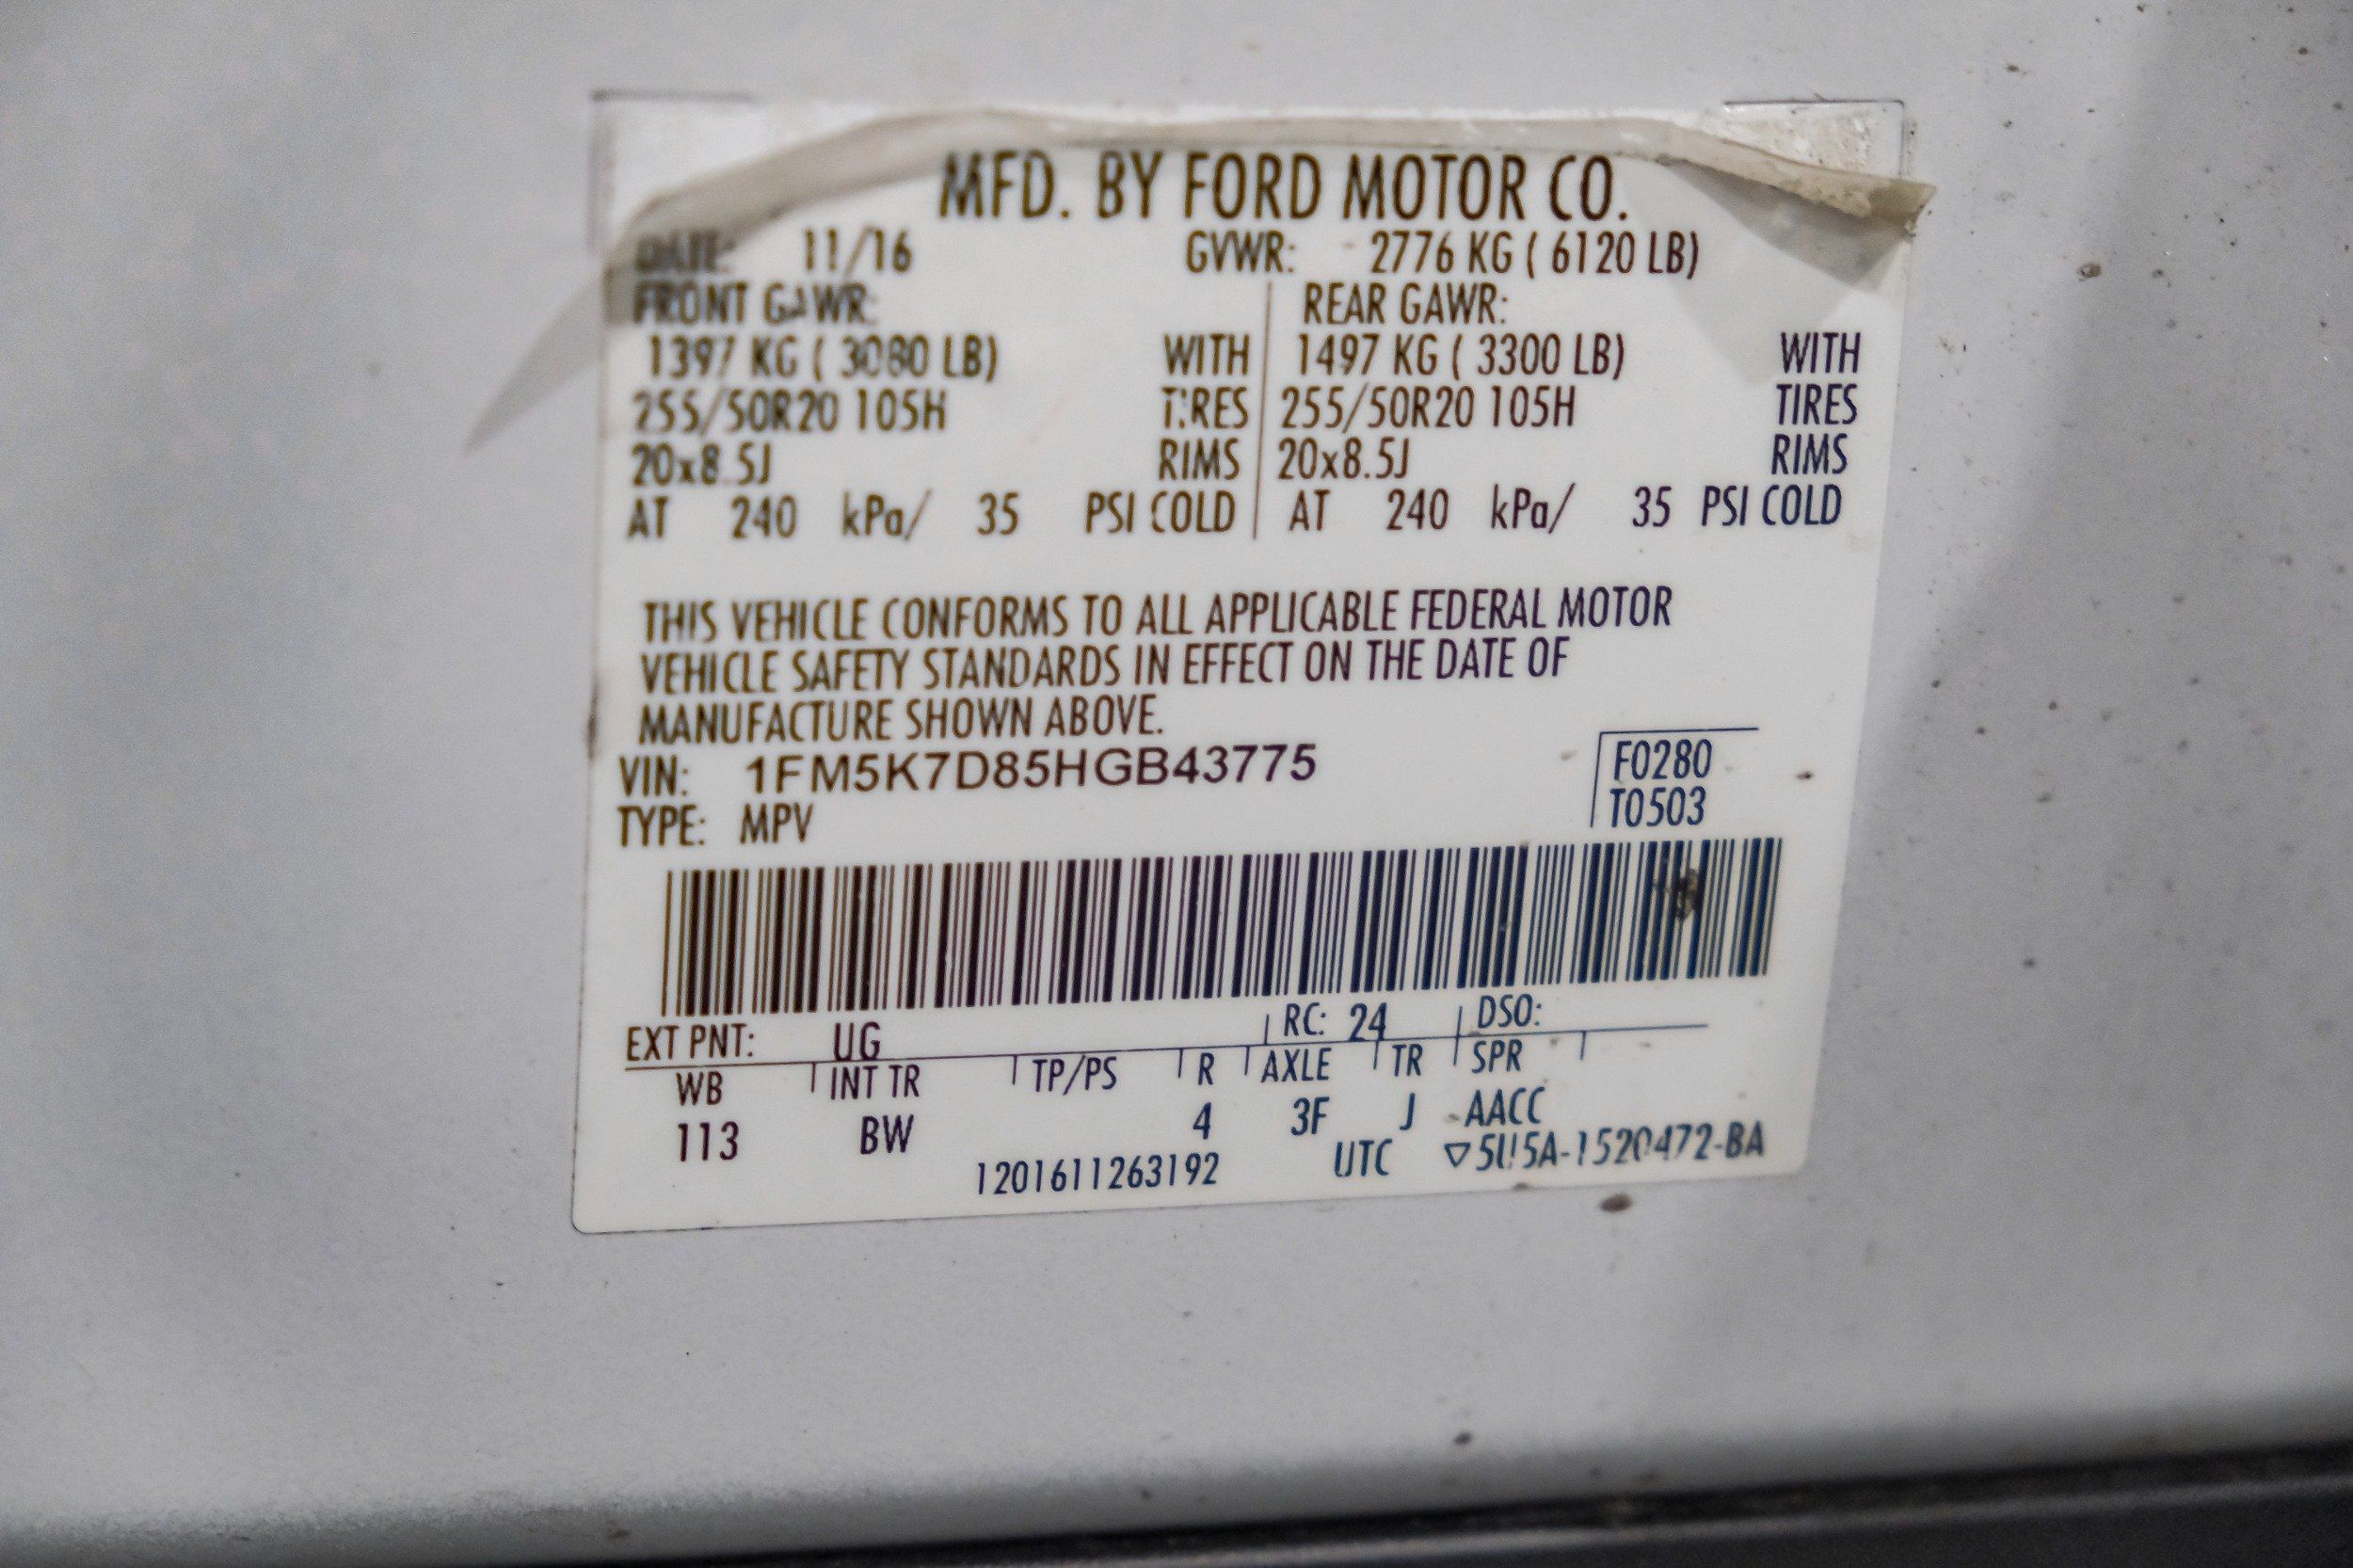 MFD. BY FORD MOTOR CO.
DATE: 11/16 GVWR: 2776 KG ( 6120 LB)
FRONT GAWR: REAR GAWR:
1397 KG ( 3080 LB) WITH 1497 KG ( 3300 LB) WITH
255/50R20 105H TIRES 255/50R20 105H TIRES
20x8.5J RIMS 20x8.5J RIMS
AT 240 kPa/ 35 PSI COLD AT 240 kPa/ 35 PSI COLD
THIS VEHICLE CONFORMS TO ALL APPLICABLE FEDERAL MOTOR
VEHICLE SAFETY STANDARDS IN EFFECT ON THE DATE OF
MANUFACTURE SHOWN ABOVE.
VIN: 1FM5K7D85HGB43775 F0280
TYPE: MPV T0503
EXT PNT: UG RC: 24 DSO:
WB INT TR TP/PS R AXLE TR SPR
113 BW 4 3F J AACC
1201611263192 UTC ▽5U5A-1520472-BA